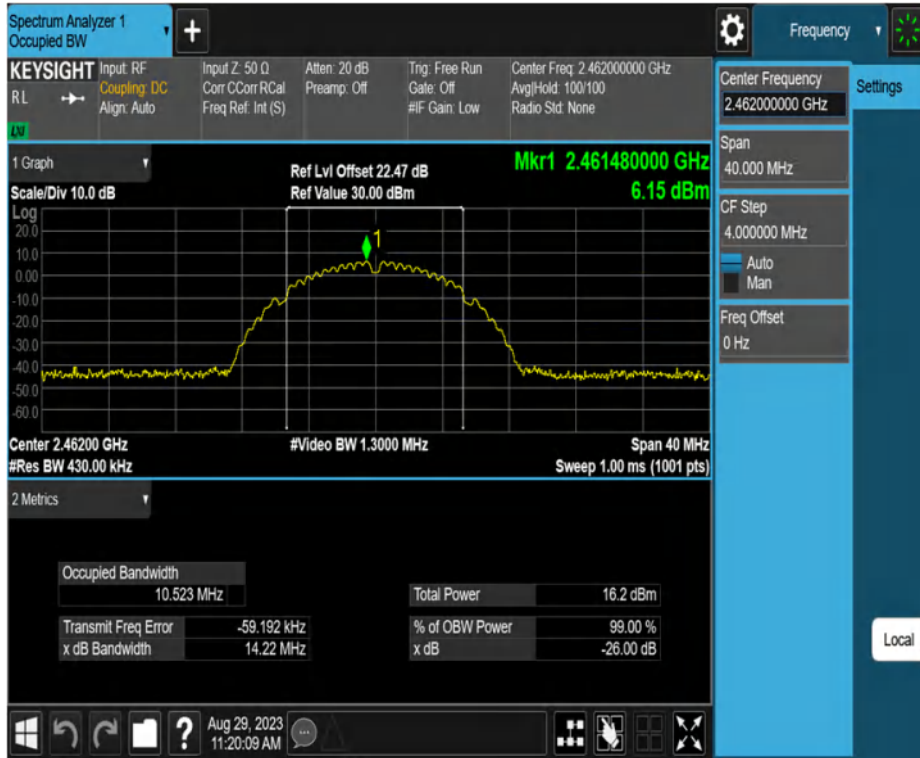 Spectrum Analyzer 1
Occupied BW
+
Frequency
KEYSIGHT
RL
LXI
Input: RF
Coupling: DC
Align: Auto
Input Z: 50 Ω
Corr CCorr RCal
Freq Ref: Int (S)
Atten: 20 dB
Preamp: Off
Trig: Free Run
Gate: Off
#IF Gain: Low
Center Freq: 2.462000000 GHz
Avg|Hold: 100/100
Radio Std: None
Center Frequency
2.462000000 GHz
Settings
Span
40.000 MHz
CF Step
4.000000 MHz
Auto
Man
Freq Offset
0 Hz
1 Graph
Scale/Div 10.0 dB
Ref Lvl Offset 22.47 dB
Ref Value 30.00 dBm
Mkr1 2.461480000 GHz
6.15 dBm
Log
20.0
10.0
0.00
-10.0
-20.0
-30.0
-40.0
-50.0
-60.0
1
Center 2.46200 GHz
#Video BW 1.3000 MHz
Span 40 MHz
#Res BW 430.00 kHz
Sweep 1.00 ms (1001 pts)
2 Metrics
Occupied Bandwidth
10.523 MHz
Total Power 16.2 dBm
Transmit Freq Error -59.192 kHz
% of OBW Power 99.00 %
x dB Bandwidth 14.22 MHz
x dB -26.00 dB
Local
?
Aug 29, 2023
11:20:09 AM